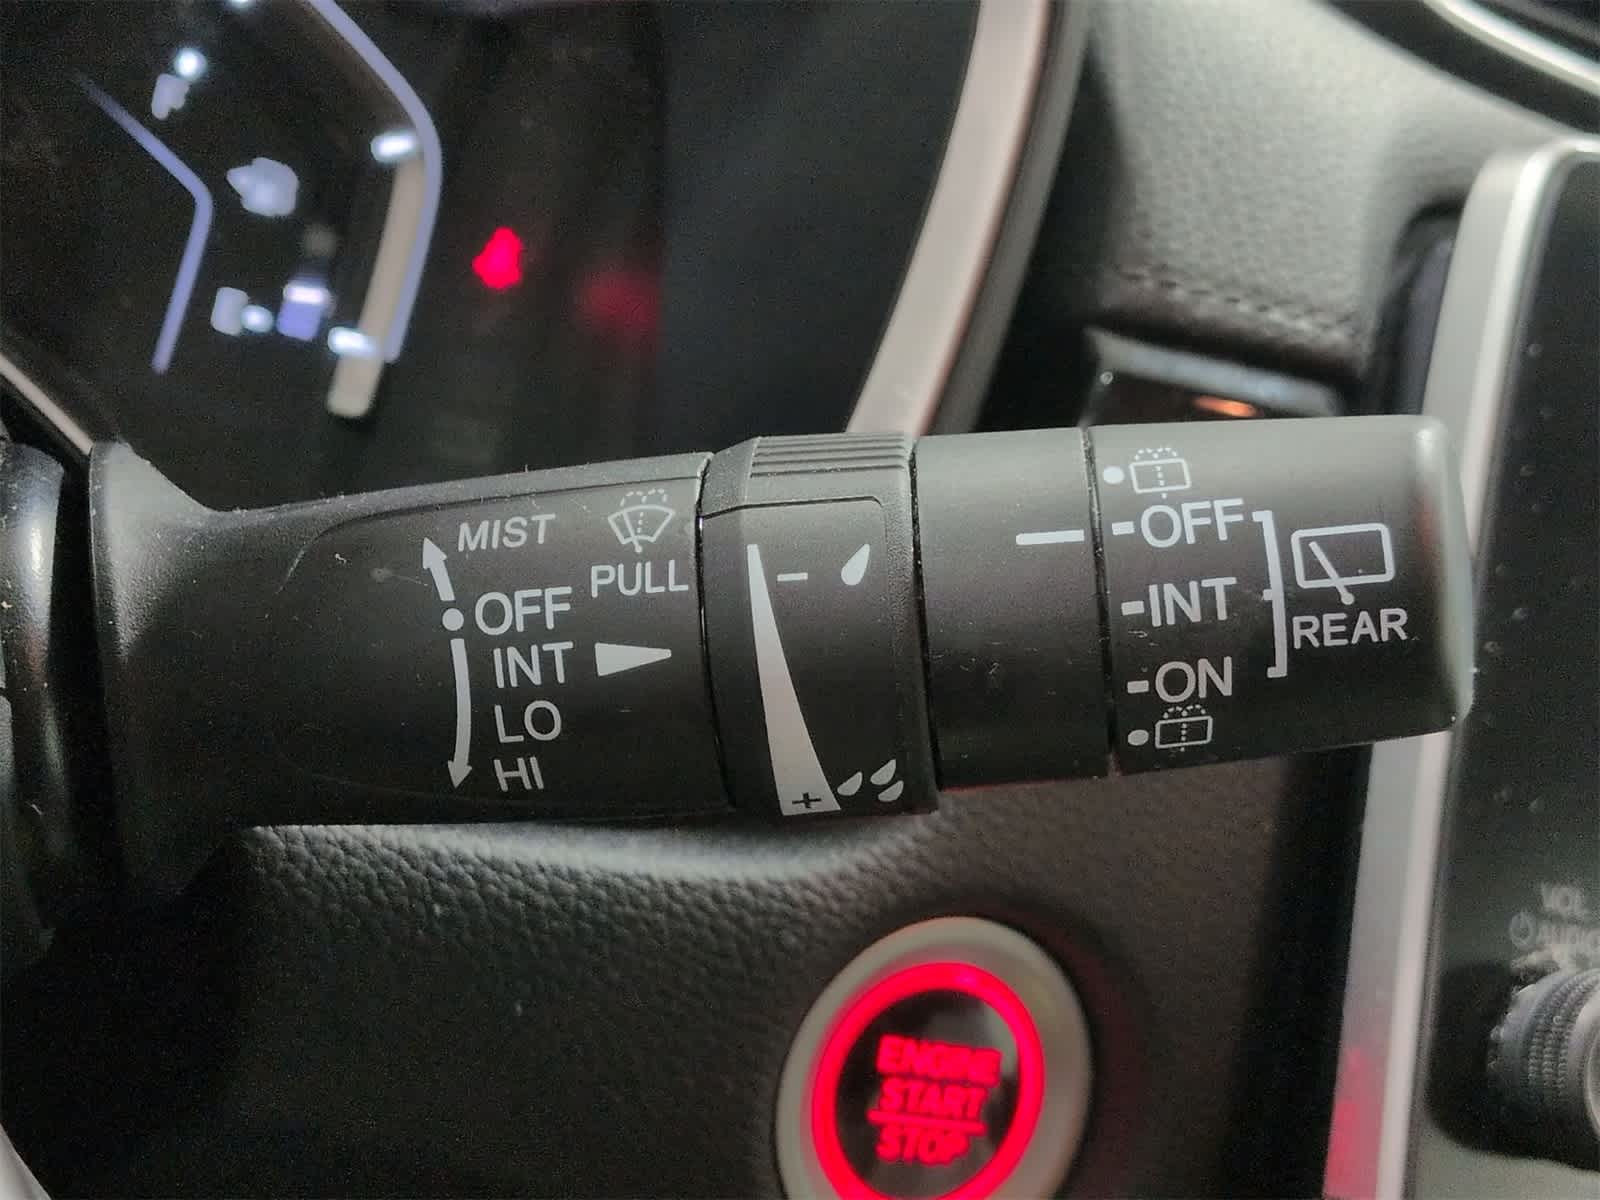 MIST
PULL
OFF
INT
LO
HI
−
+
OFF
INT
ON
REAR
ENGINE
START
STOP
VOL